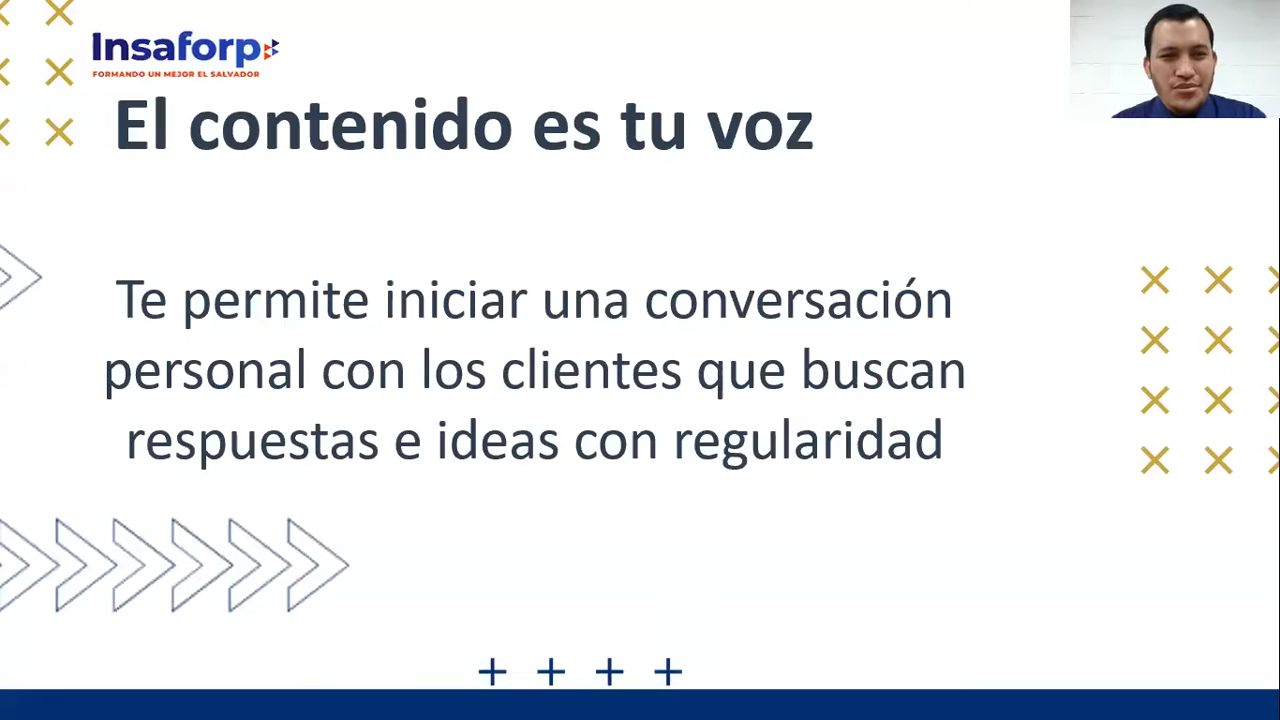 Insaforp
FORMANDO UN MEJOR EL SALVADOR
El contenido es tu voz
Te permite iniciar una conversación
personal con los clientes que buscan
respuestas e ideas con regularidad